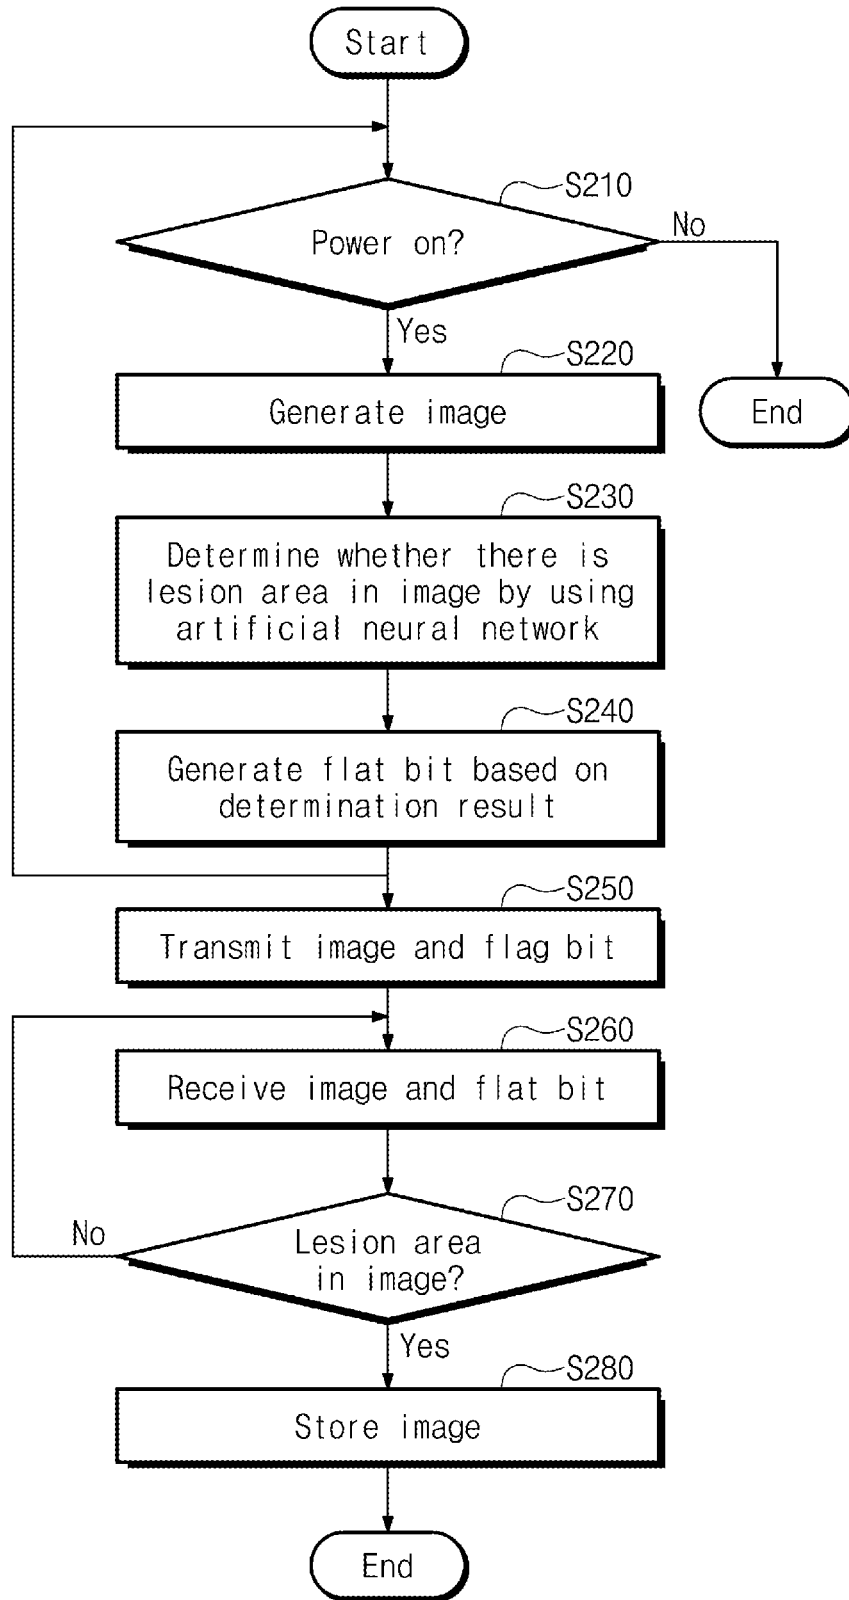 Start
S210
Power on?
No
Yes
S220
Generate image
End
S230
Determine whether there is
lesion area in image by using
artificial neural network
S240
Generate flat bit based on
determination result
S250
Transmit image and flag bit
S260
Receive image and flat bit
S270
No
Lesion area
in image?
Yes
S280
Store image
End